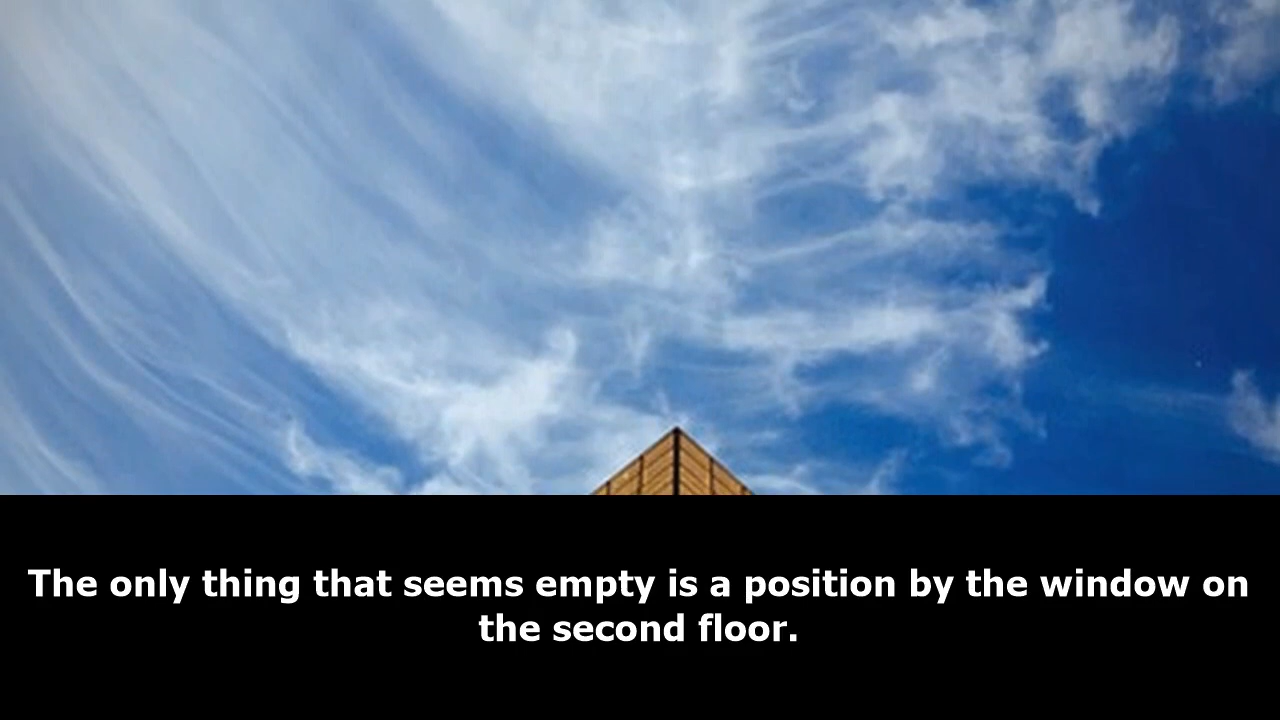 The only thing that seems empty is a position by the window on
the second floor.